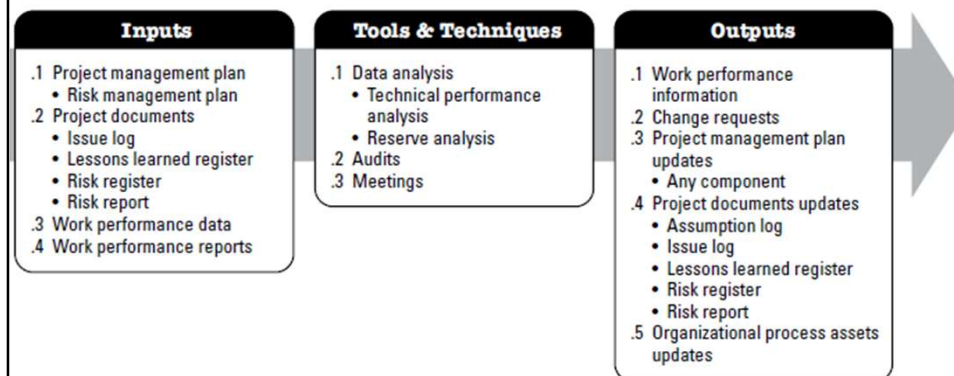 Inputs
.1 Project management plan
• Risk management plan
.2 Project documents
• Issue log
• Lessons learned register
• Risk register
• Risk report
.3 Work performance data
.4 Work performance reports
Tools & Techniques
.1 Data analysis
• Technical performance
analysis
• Reserve analysis
.2 Audits
.3 Meetings
Outputs
.1 Work performance
information
.2 Change requests
.3 Project management plan
updates
• Any component
.4 Project documents updates
• Assumption log
• Issue log
• Lessons learned register
• Risk register
• Risk report
.5 Organizational process assets
updates